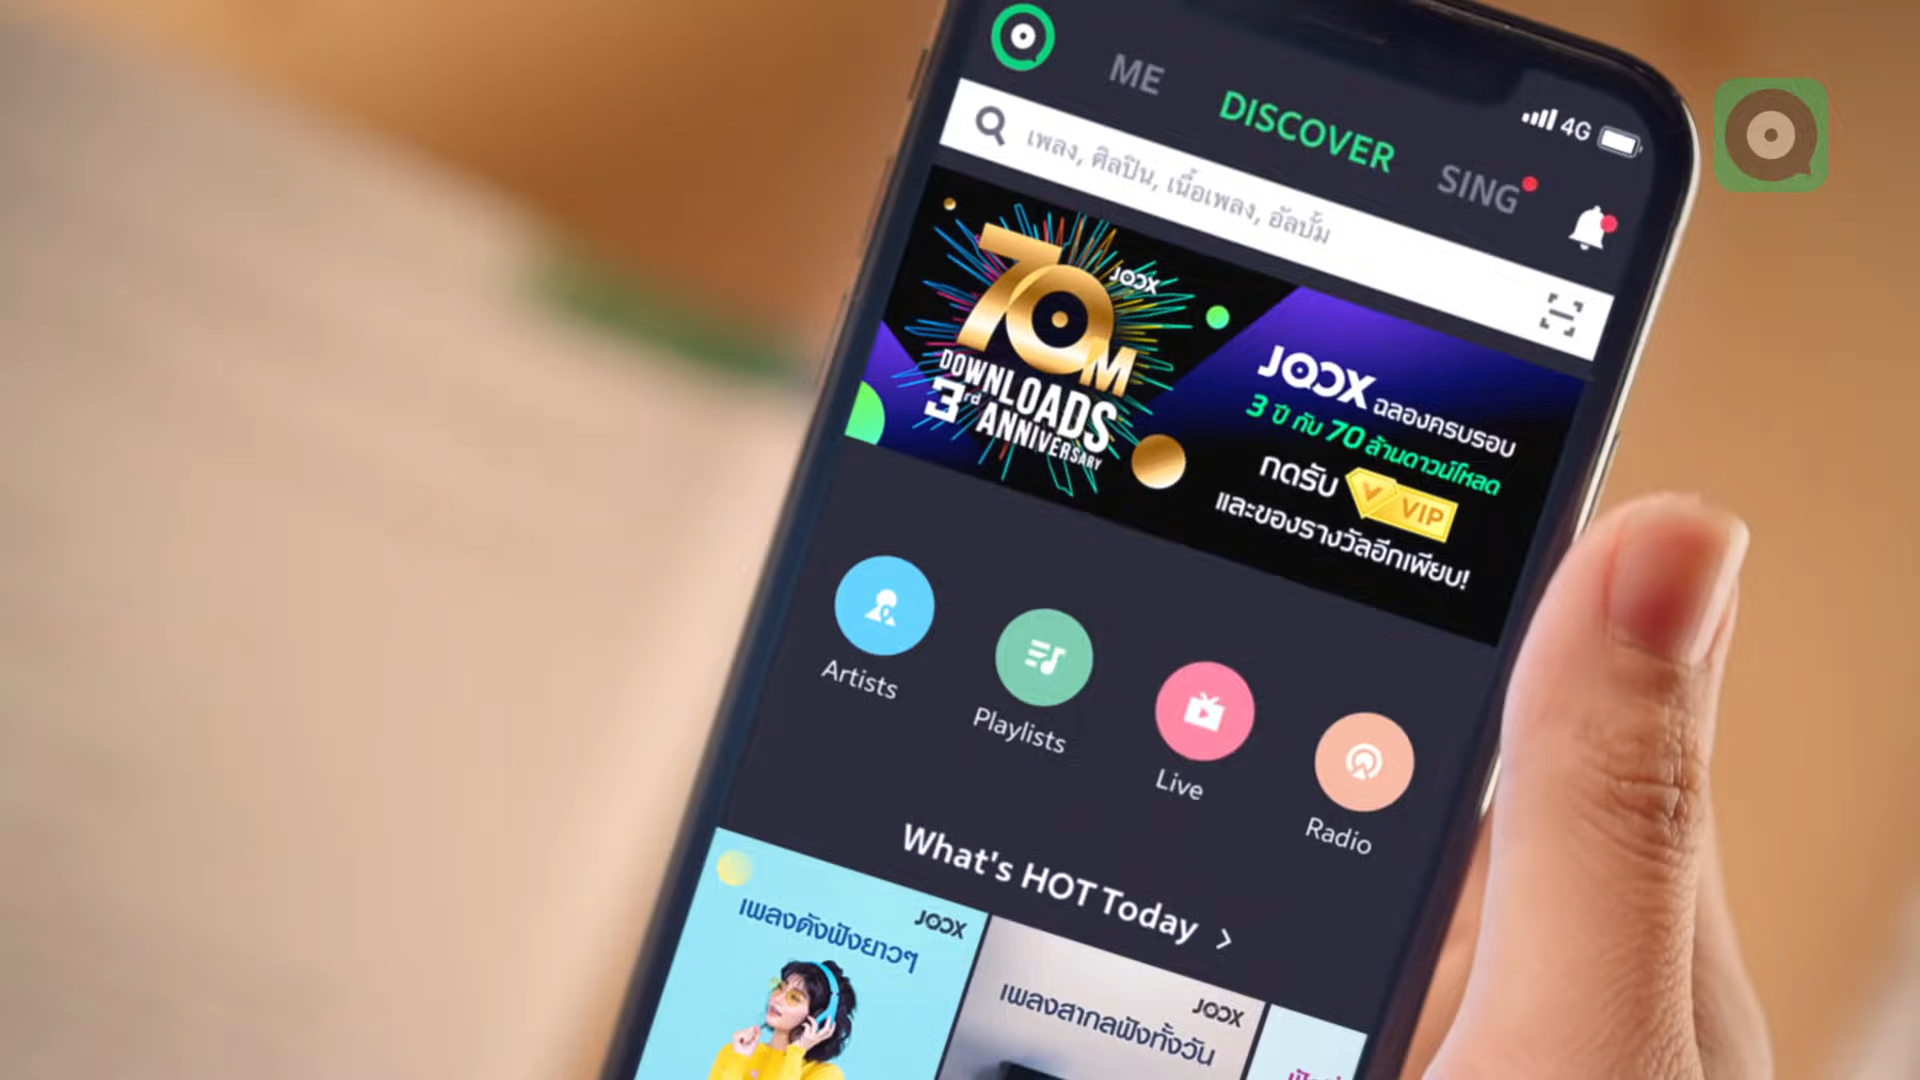 ME
DISCOVER
SING
4G
เพลง, ศิลปิน, เนื้อเพลง, อัลบั้ม
70M
JOOX
DOWNLOADS
3rd ANNIVERSARY
JOOX ฉลองครบรอบ
3 ปี กับ 70 ล้านดาวน์โหลด
กดรับ V VIP
และของรางวัลอีกเพียบ!
Artists
Playlists
Live
Radio
What's HOT Today >
JOOX
เพลงดังฟังยาวๆ
JOOX
เพลงสากลฟังทั้งวัน